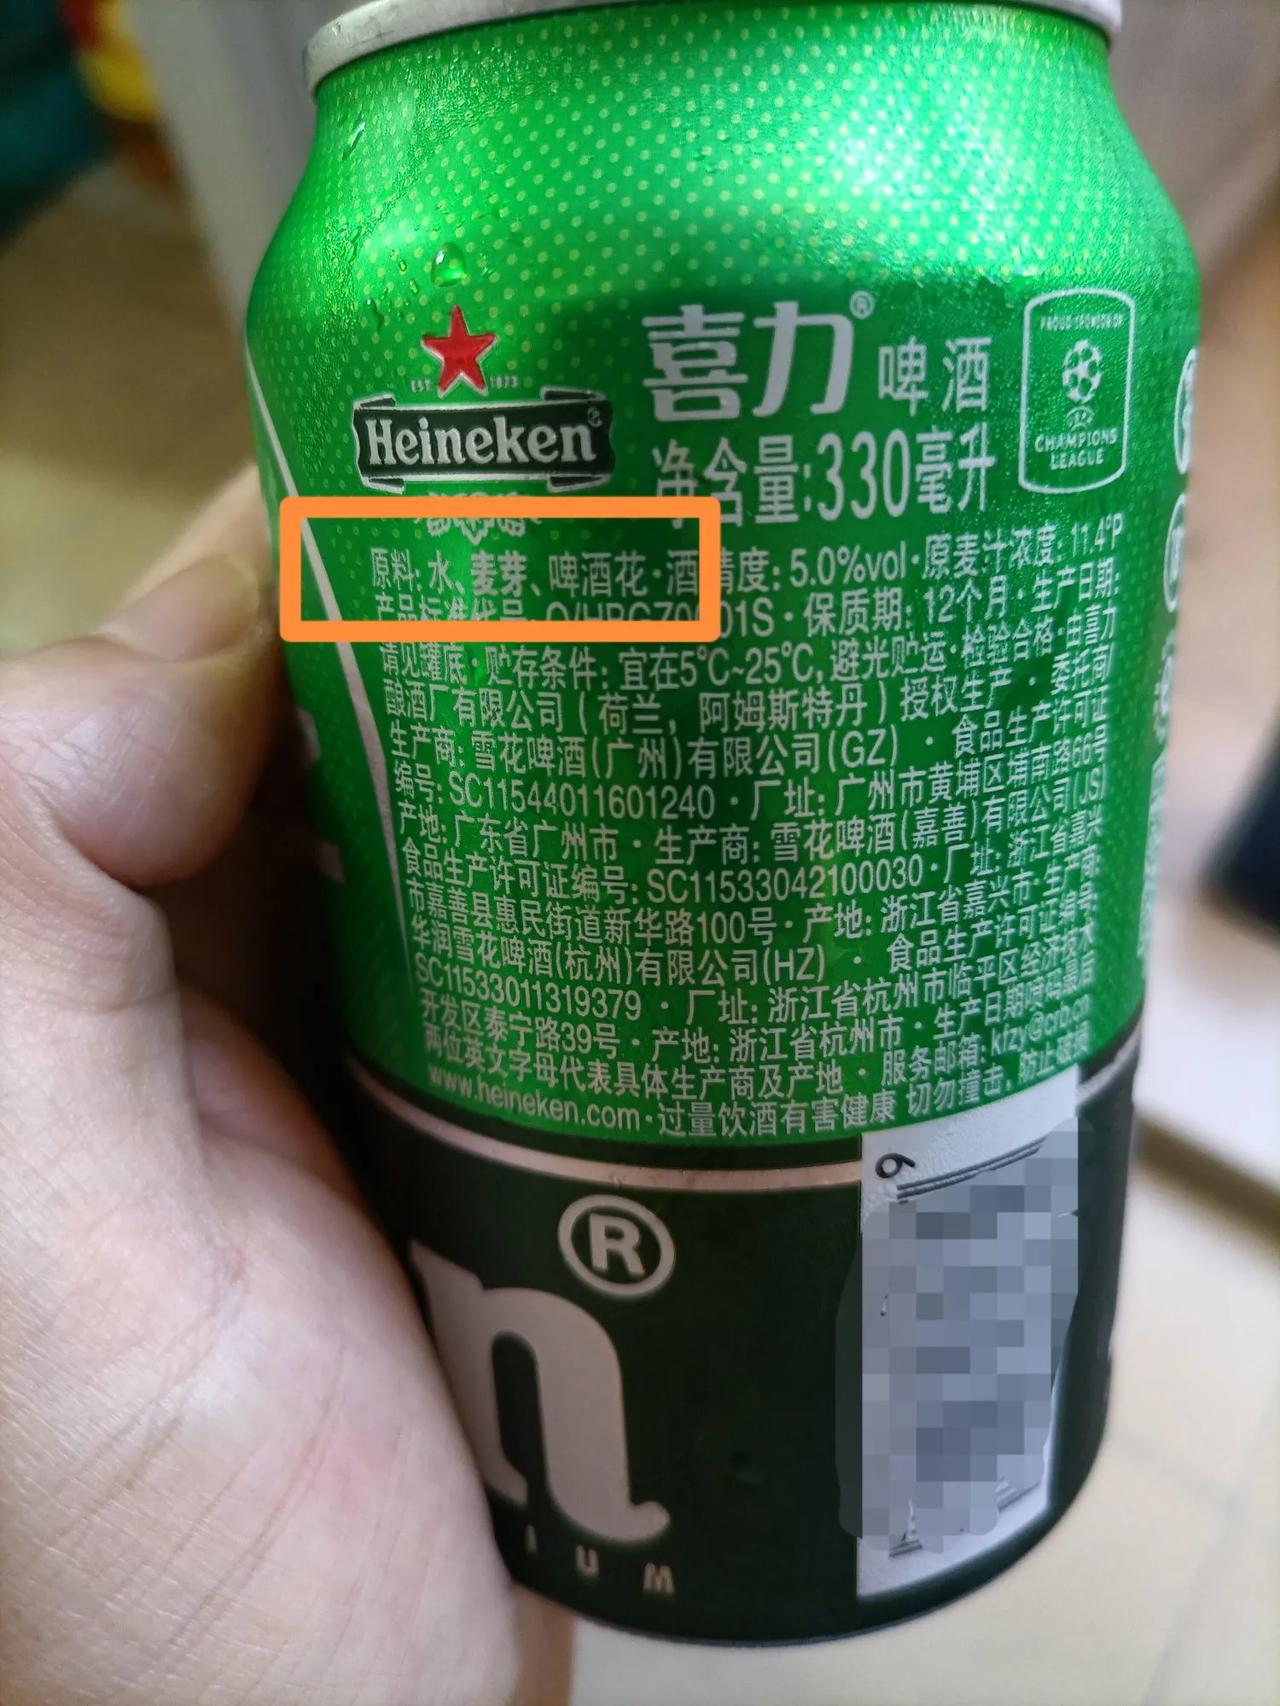 喜力® 啤酒
PROUD SPONSOR OF
CHAMPIONS
LEAGUE
EST. 1873
Heineken®
净含量:330毫升
原料: 水、麦芽、啤酒花·酒精度: 5.0%vol·原麦汁浓度: 11.4°P
产品标准代号: 01S·保质期: 12个月·生产日期:
请见罐底·贮存条件: 宜在5℃~25℃, 避光贮运·检验合格·由喜力
酿酒厂有限公司(荷兰, 阿姆斯特丹)授权生产·委托商/
生产商: 雪花啤酒(广州)有限公司(GZ)·食品生产许可证
编号: SC11544011601240·厂址: 广州市黄埔区埔南路66号
产地: 广东省广州市·生产商: 雪花啤酒(嘉善)有限公司(JS)
食品生产许可证编号: SC11533042100030·厂址: 浙江省嘉兴
市嘉善县惠民街道新华路100号·产地: 浙江省嘉兴市·生产商:
华润雪花啤酒(杭州)有限公司(HZ)·食品生产许可证编号:
SC11533011319379·厂址: 浙江省杭州市临平区经济技术
开发区泰宁路39号·产地: 浙江省杭州市·生产日期喷码最后
两位英文字母代表具体生产商及产地·服务邮箱: kfzy@crb.cn
www.heineken.com·过量饮酒有害健康 切勿撞击, 防止破损
6
®
n
I U M